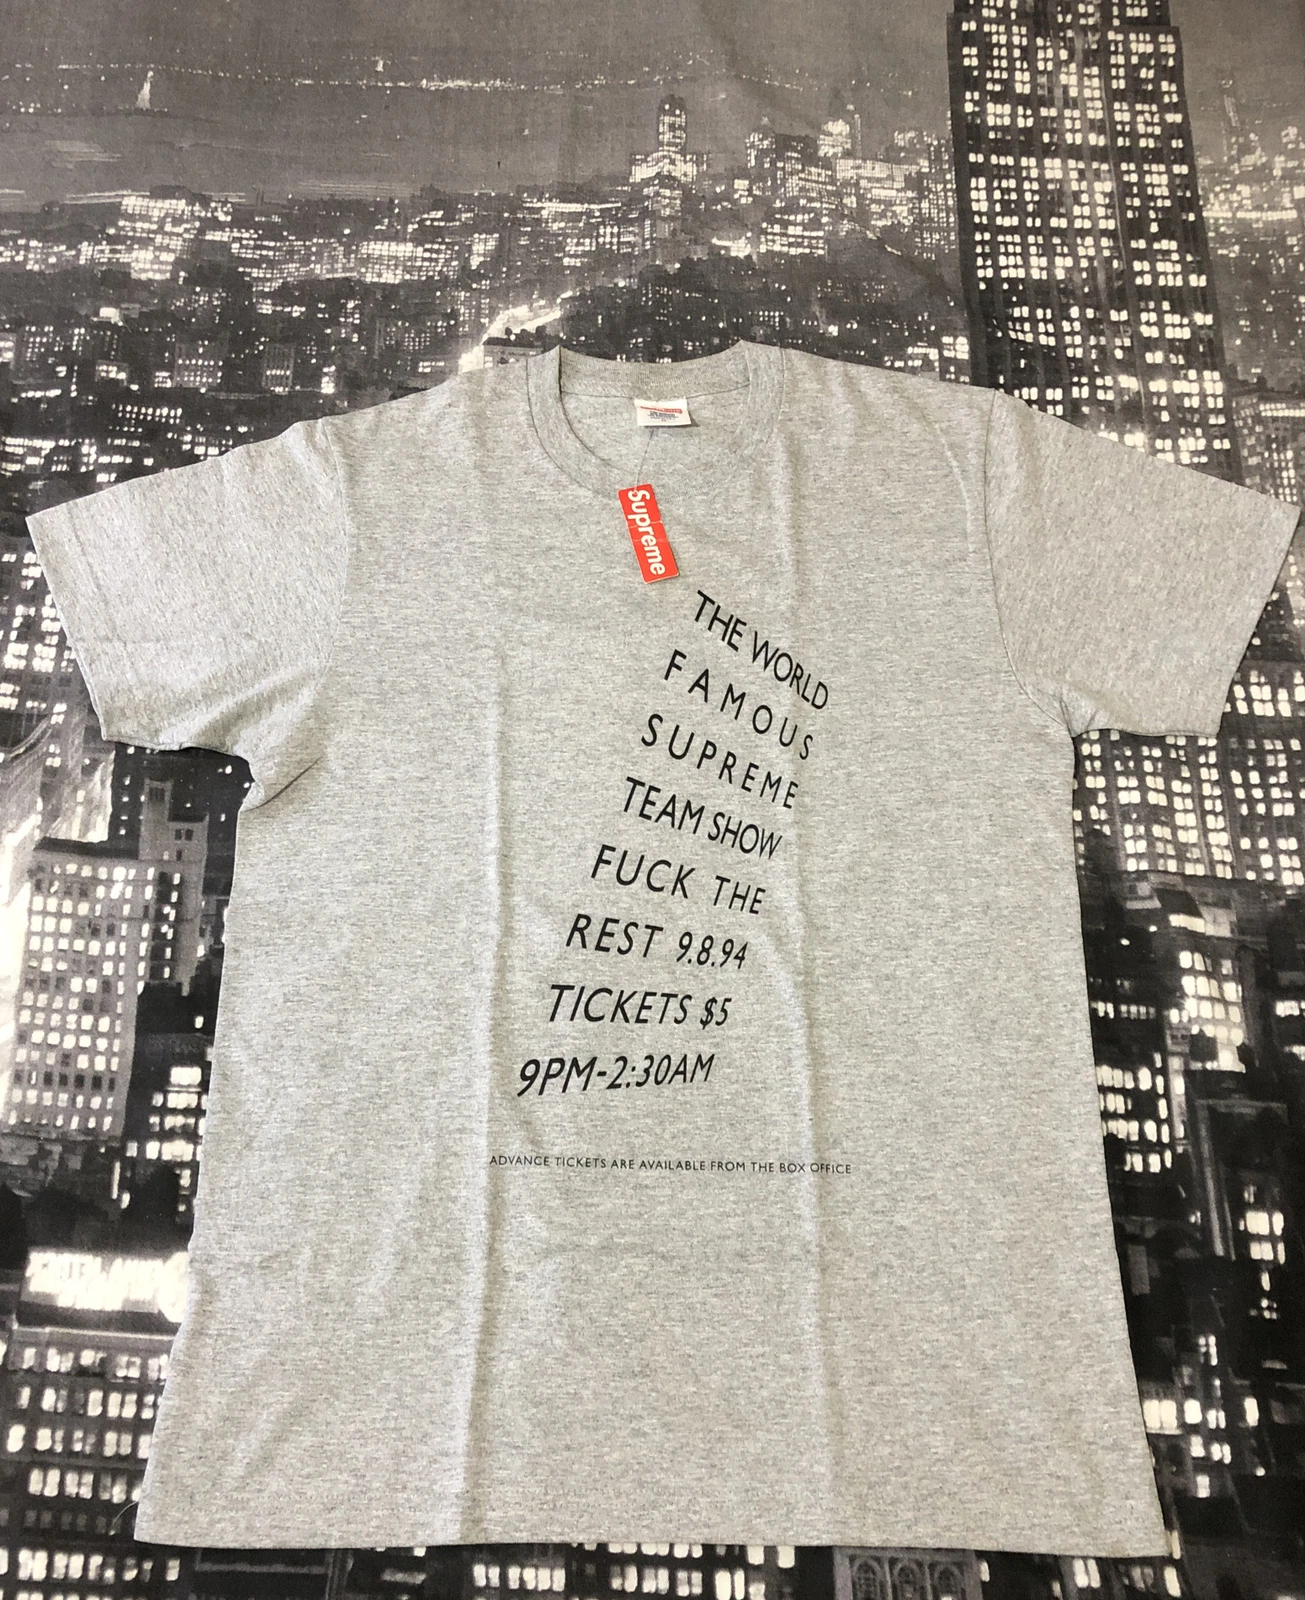 Supreme
THE WORLD
FAMOUS
SUPREME
TEAM SHOW
FUCK THE
REST 9.8.94
TICKETS $5
9PM-2:30AM
ADVANCE TICKETS ARE AVAILABLE FROM THE BOX OFFICE